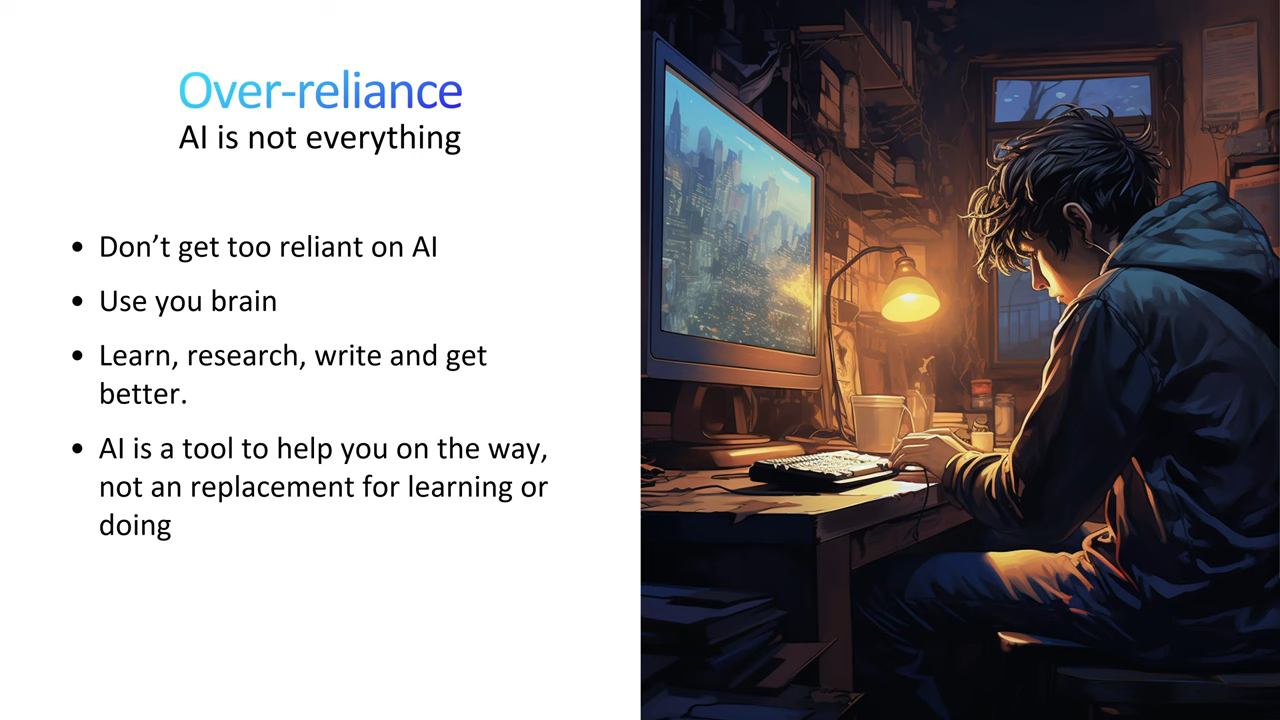 Over-reliance
AI is not everything
• Don’t get too reliant on AI
• Use you brain
• Learn, research, write and get
better.
• AI is a tool to help you on the way,
not an replacement for learning or
doing